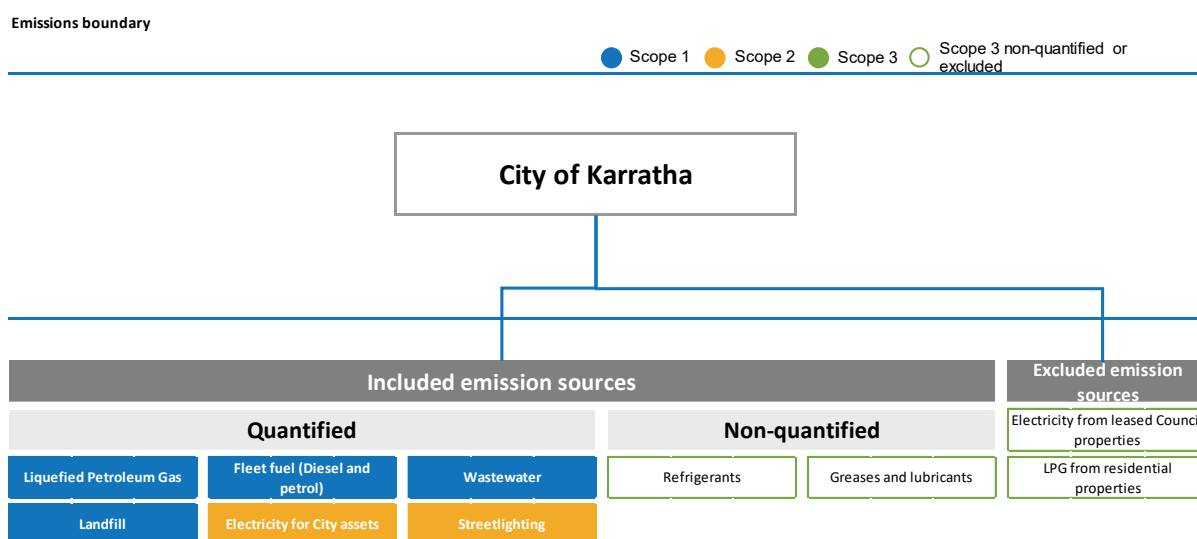 Emissions boundary
Scope 1
Scope 2
Scope 3
Scope 3 non-quantified or
excluded
City of Karratha
Included emission sources
Excluded emission
sources
Quantified
Non-quantified
Electricity from leased Counci
properties
Liquefied Petroleum Gas
Fleet fuel (Diesel and
petrol)
Wastewater
Refrigerants
Greases and lubricants
LPG from residential
properties
Landfill
Electricity for City assets
Streetlighting